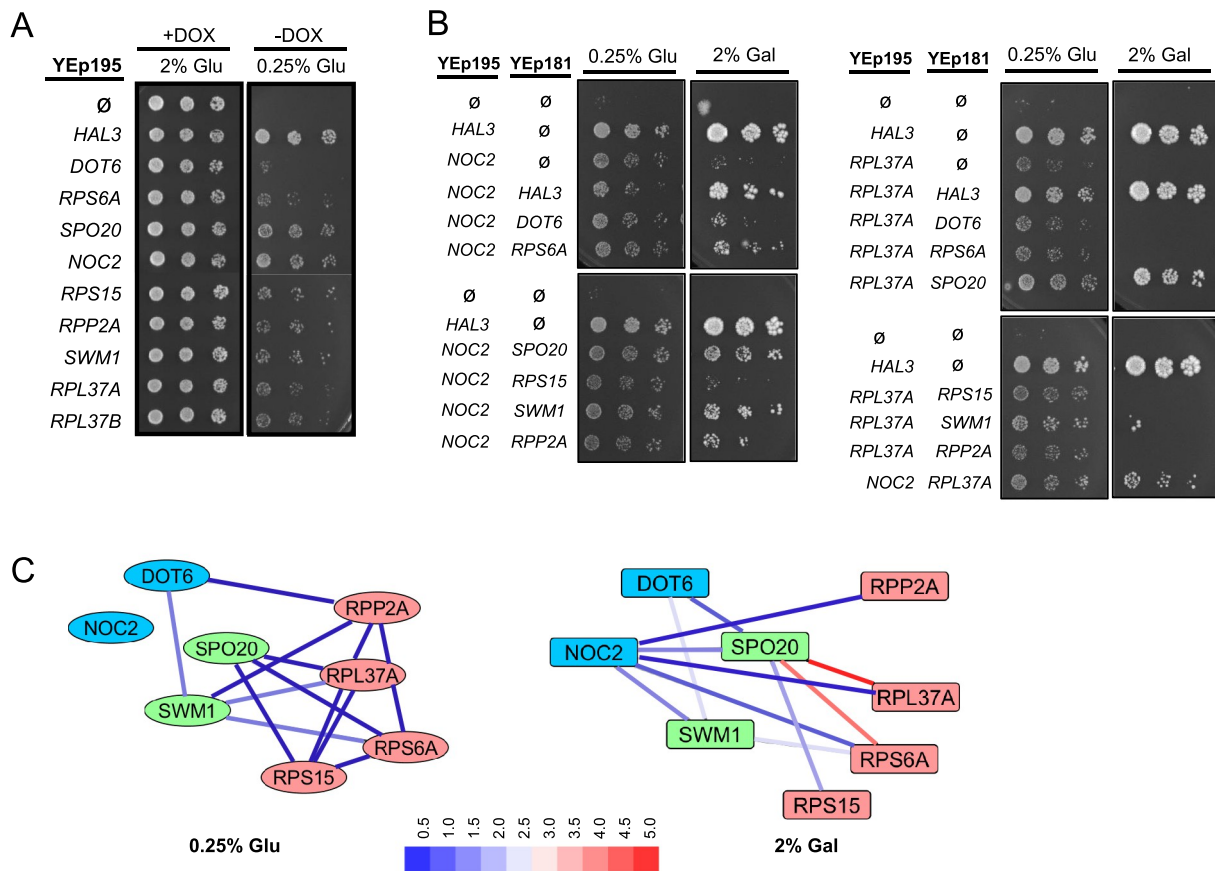 A
+DOX -DOX
YEp195 2% Glu 0.25% Glu
Ø
HAL3
DOT6
RPS6A
SPO20
NOC2
RPS15
RPP2A
SWM1
RPL37A
RPL37B
B
YEp195 YEp181 0.25% Glu 2% Gal
Ø Ø
HAL3 Ø
NOC2 Ø
NOC2 HAL3
NOC2 DOT6
NOC2 RPS6A
Ø Ø
HAL3 Ø
NOC2 SPO20
NOC2 RPS15
NOC2 SWM1
NOC2 RPP2A
YEp195 YEp181 0.25% Glu 2% Gal
Ø Ø
HAL3 Ø
RPL37A Ø
RPL37A HAL3
RPL37A DOT6
RPL37A RPS6A
RPL37A SPO20
Ø Ø
HAL3 Ø
RPL37A RPS15
RPL37A SWM1
RPL37A RPP2A
NOC2 RPL37A
C
DOT6
RPP2A
NOC2
SPO20
RPL37A
SWM1
RPS6A
RPS15
0.25% Glu
DOT6
RPP2A
NOC2
SPO20
RPL37A
SWM1
RPS6A
RPS15
2% Gal
0.5 1.0 1.5 2.0 2.5 3.0 3.5 4.0 4.5 5.0